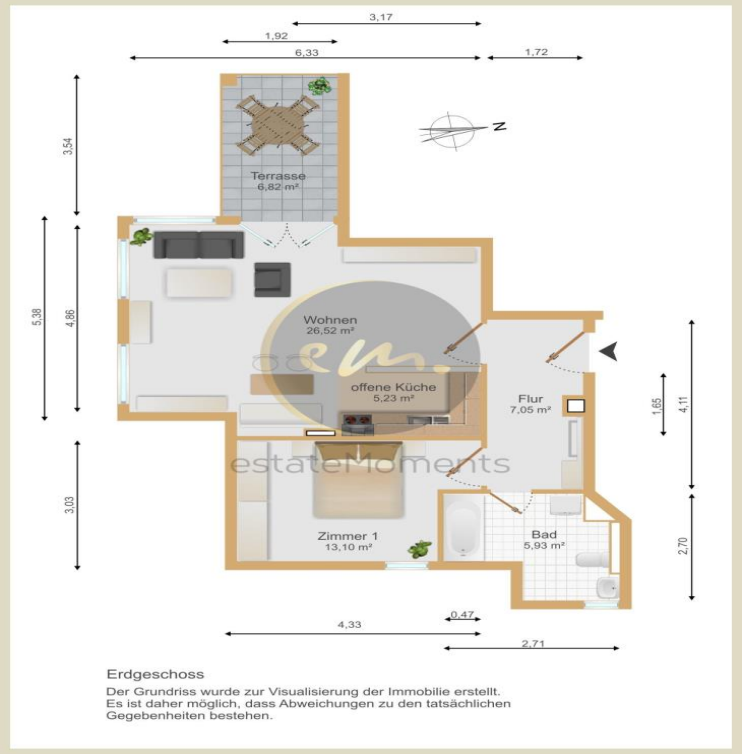 3,17
1,92
6,33
1,72
3,54
N
Terrasse
6,82 m²
5,38
4,86
Wohnen
26,52 m²
em.
offene Küche
5,23 m²
Flur
7,05 m²
1,65
4,11
estateMoments
3,03
Zimmer 1
13,10 m²
Bad
5,93 m²
2,70
0,47
4,33
2,71
Erdgeschoss
Der Grundriss wurde zur Visualisierung der Immobilie erstellt.
Es ist daher möglich, dass Abweichungen zu den tatsächlichen
Gegebenheiten bestehen.